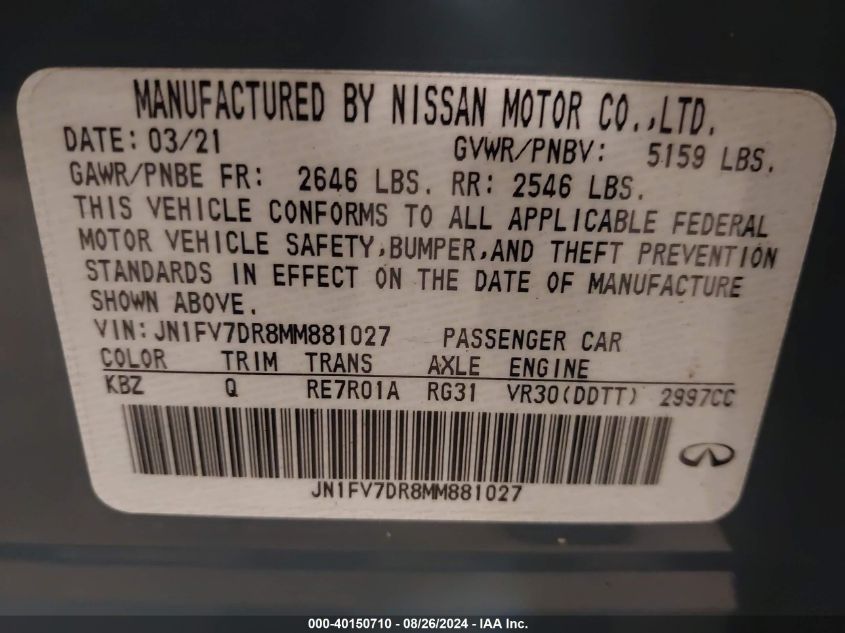 MANUFACTURED BY NISSAN MOTOR CO.,LTD.
DATE: 03/21 GVWR/PNBV: 5159 LBS.
GAWR/PNBE FR: 2646 LBS. RR: 2546 LBS.
THIS VEHICLE CONFORMS TO ALL APPLICABLE FEDERAL
MOTOR VEHICLE SAFETY,BUMPER,AND THEFT PREVENTION
STANDARDS IN EFFECT ON THE DATE OF MANUFACTURE
SHOWN ABOVE.
VIN:JN1FV7DR8MM881027 PASSENGER CAR
COLOR TRIM TRANS AXLE ENGINE
KBZ Q RE7R01A RG31 VR30(DDTT) 2997CC
JN1FV7DR8MM881027
000-40150710 - 08/26/2024 - IAA Inc.